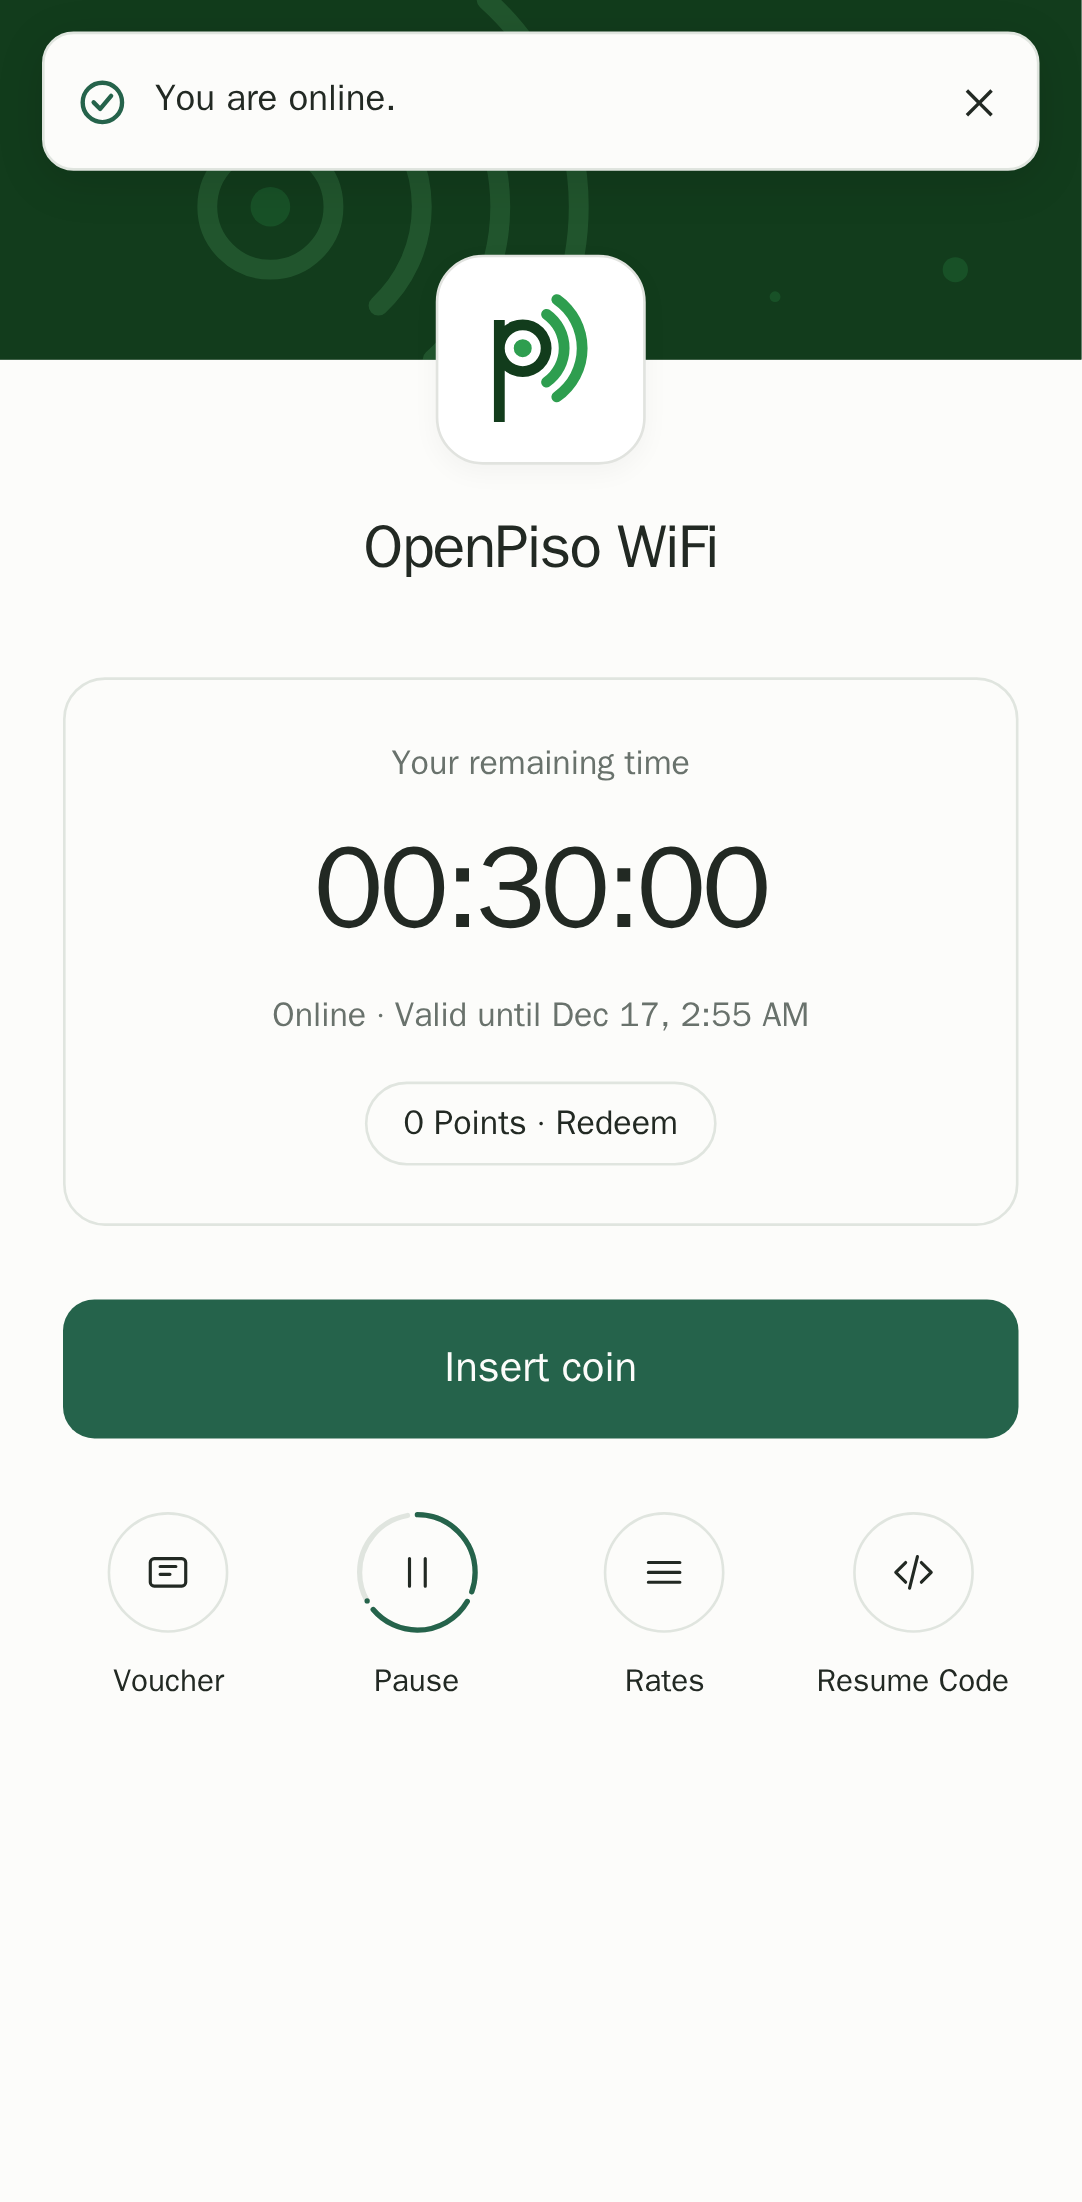 You are online.
OpenPiso WiFi
Your remaining time
00:30:00
Online · Valid until Dec 17, 2:55 AM
0 Points · Redeem
Insert coin
Voucher
Pause
Rates
Resume Code